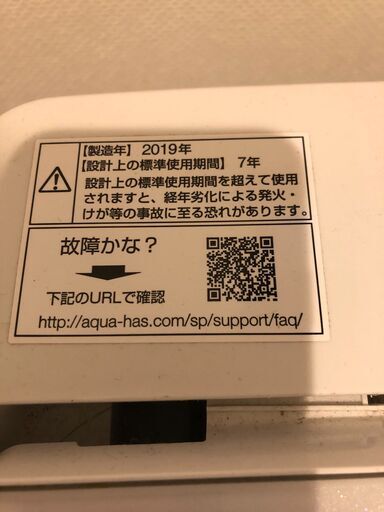 【製造年】2019年
【設計上の標準使用期間】7年
設計上の標準使用期間を超えて使用
されますと、経年劣化による発火・
けが等の事故に至る恐れがあります。
故障かな？
下記のURLで確認
http://aqua-has.com/sp/support/faq/